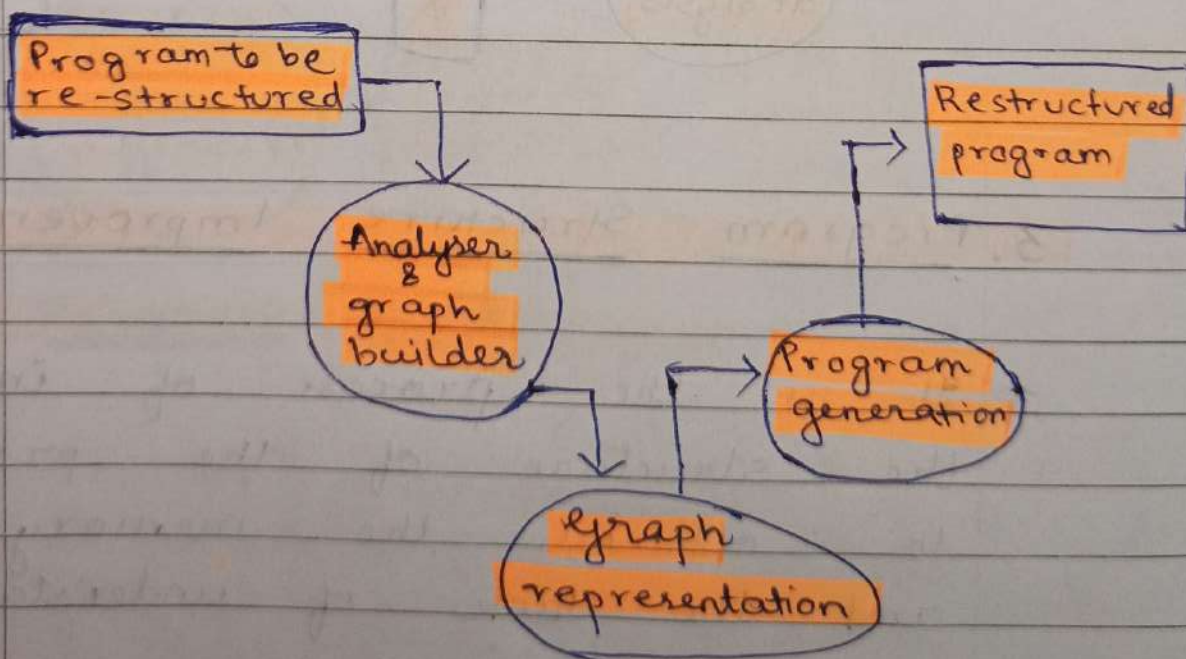 Program to be
re-structured
Restructured
program
Analyser
&
graph
builder
Program
generation
Graph
representation